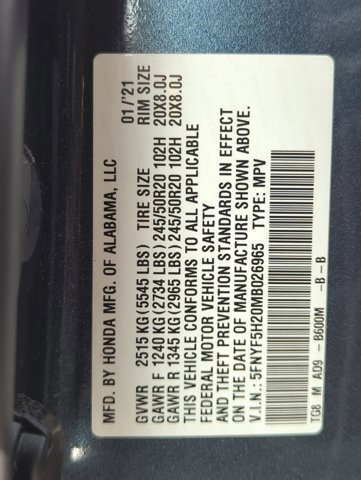 MFD. BY HONDA MFG. OF ALABAMA, LLC 01/'21
TIRE SIZE RIM SIZE
GVWR 2515 KG (5545 LBS)
GAWR F 1240 KG (2734 LBS) 245/50R20 102H 20X8.0J
GAWR R 1345 KG (2965 LBS) 245/50R20 102H 20X8.0J
THIS VEHICLE CONFORMS TO ALL APPLICABLE
FEDERAL MOTOR VEHICLE SAFETY
AND THEFT PREVENTION STANDARDS IN EFFECT
ON THE DATE OF MANUFACTURE SHOWN ABOVE.
V.I.N.: 5FNYF5H20MB026965 TYPE: MPV
TG8 M A09 - B600M -B - B